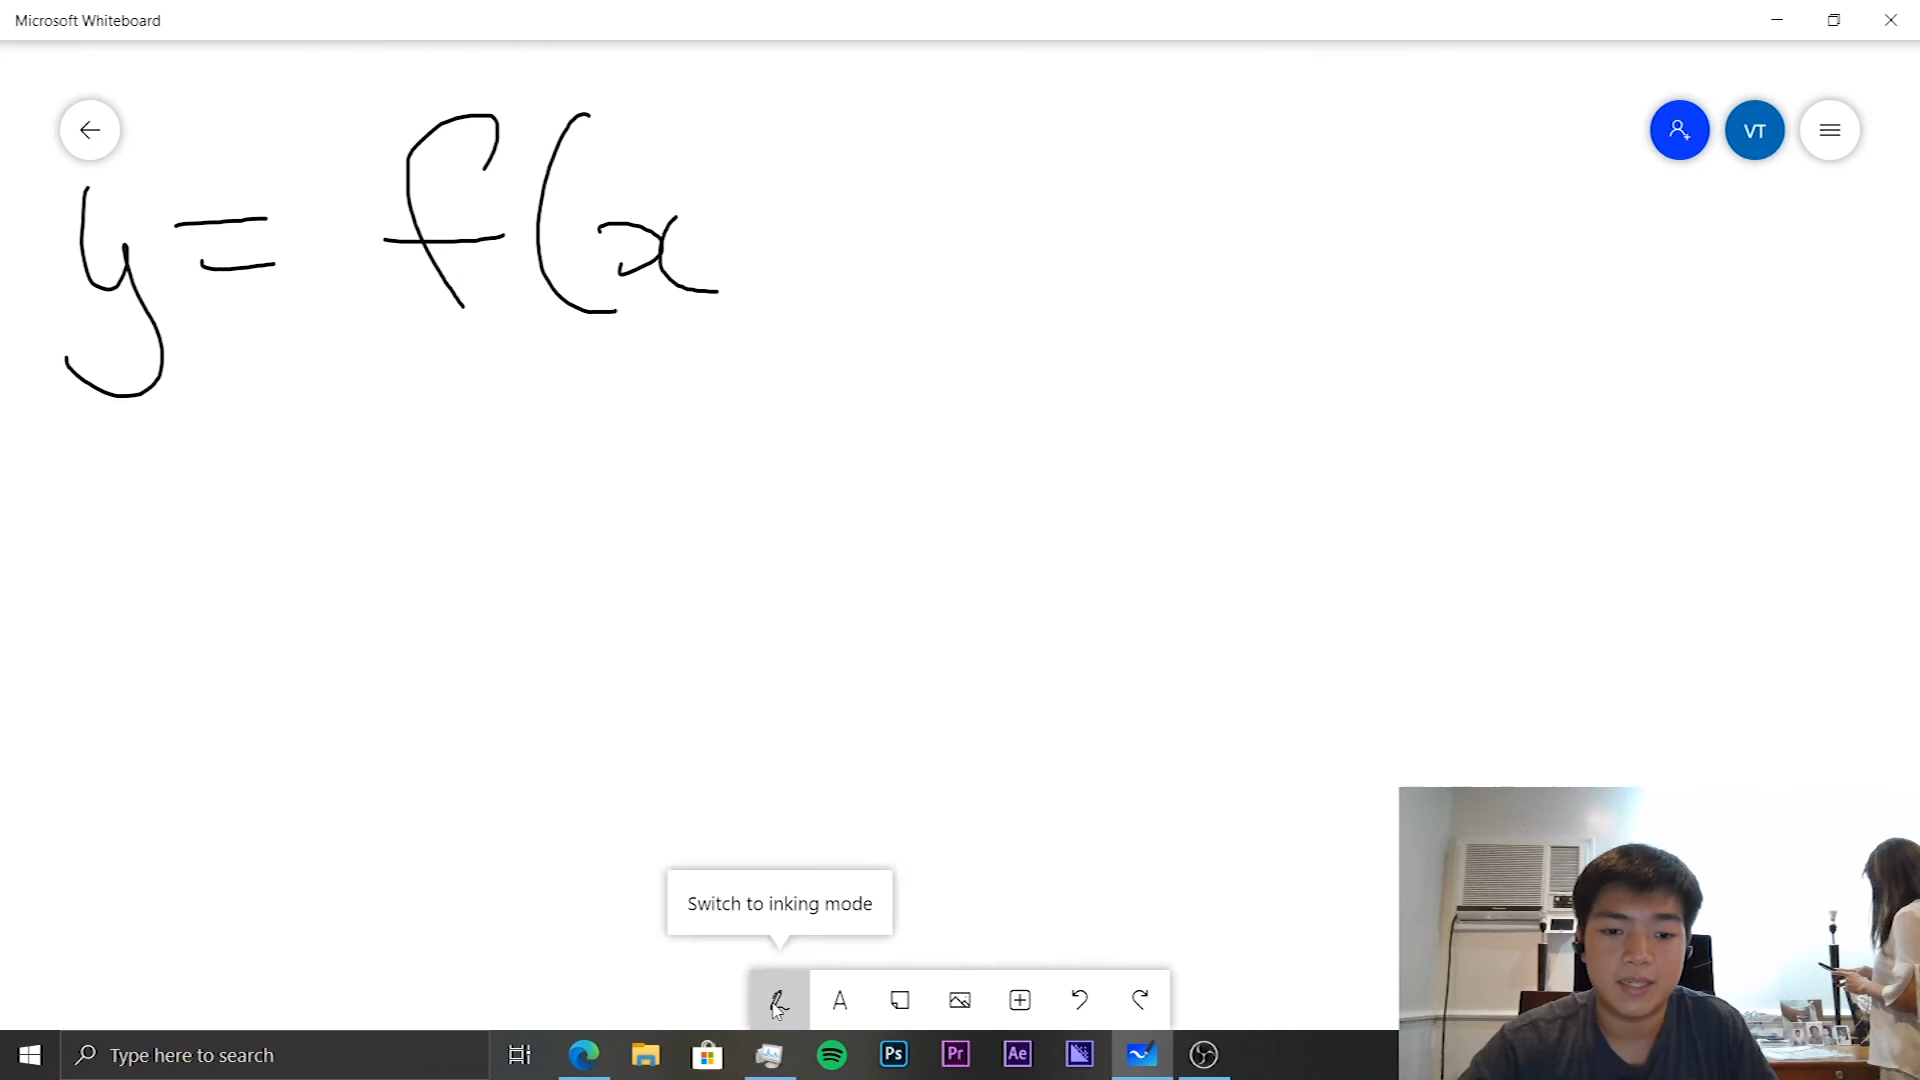 Microsoft Whiteboard
VT
y = f(x
Switch to inking mode
A
Type here to search
Ps
Pr
Ae